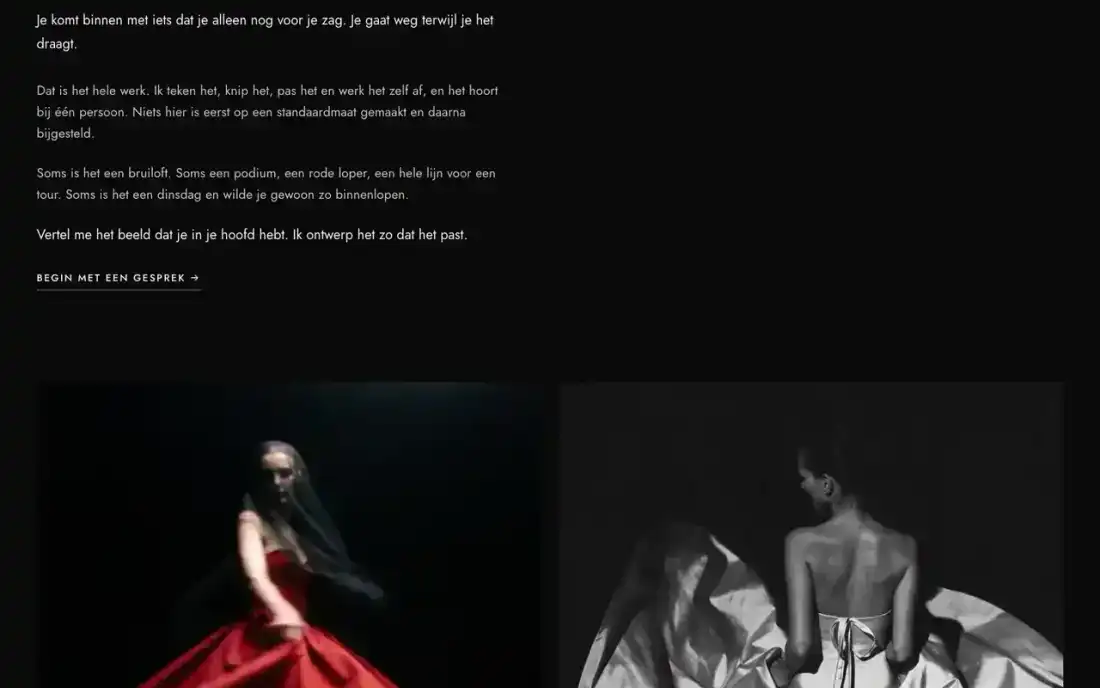 Je komt binnen met iets dat je alleen nog voor je zag. Je gaat weg terwijl je het
draagt.
Dat is het hele werk. Ik teken het, knip het, pas het en werk het zelf af, en het hoort
bij één persoon. Niets hier is eerst op een standaardmaat gemaakt en daarna
bijgesteld.
Soms is het een bruiloft. Soms een podium, een rode loper, een hele lijn voor een
tour. Soms is het een dinsdag en wilde je gewoon zo binnenlopen.
Vertel me het beeld dat je in je hoofd hebt. Ik ontwerp het zo dat het past.
BEGIN MET EEN GESPREK →